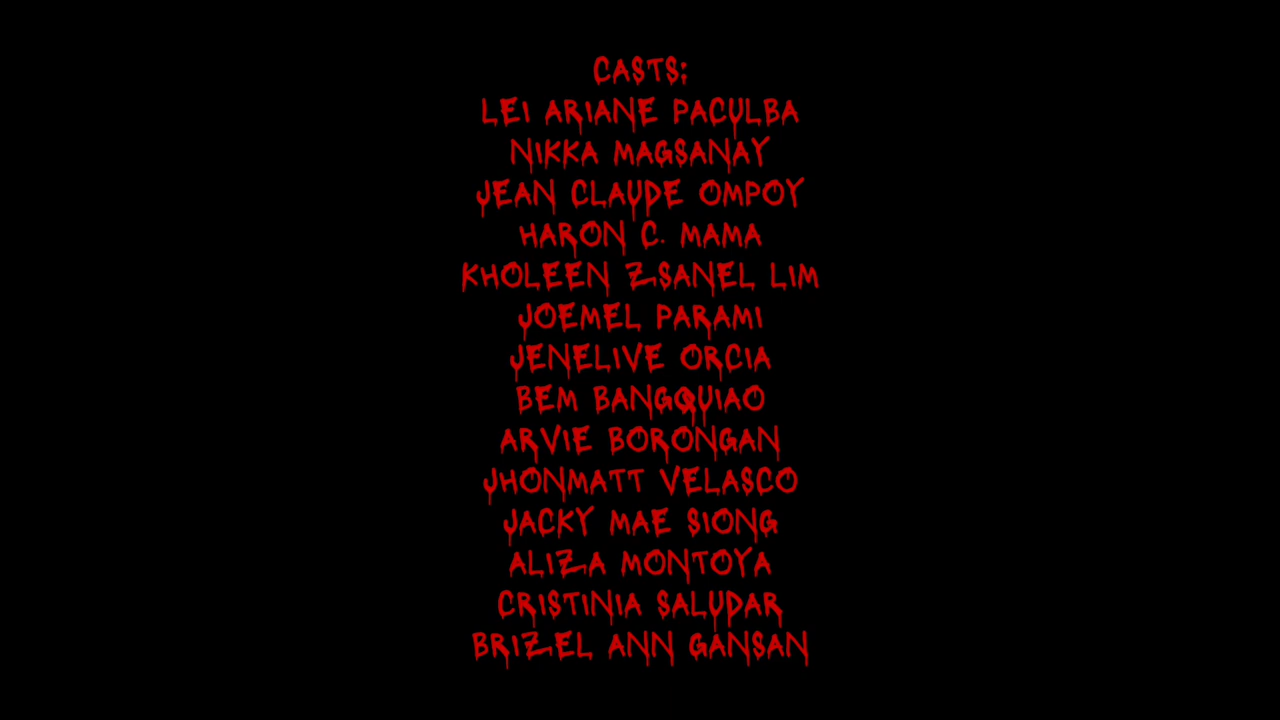 CASTS:
LEI ARIANE PACULBA
NIKKA MAGSANAY
JEAN CLAUDE OMPOY
HARON C. MAMA
KHOLEEN ZSANEL LIM
JOEMEL PARAMI
JENELIVE ORCIA
BEM BANGQUIAO
ARVIE BORONGAN
JHONMATT VELASCO
JACKY MAE SIONG
ALIZA MONTOYA
CRISTINIA SALUDAR
BRIZEL ANN GANSAN